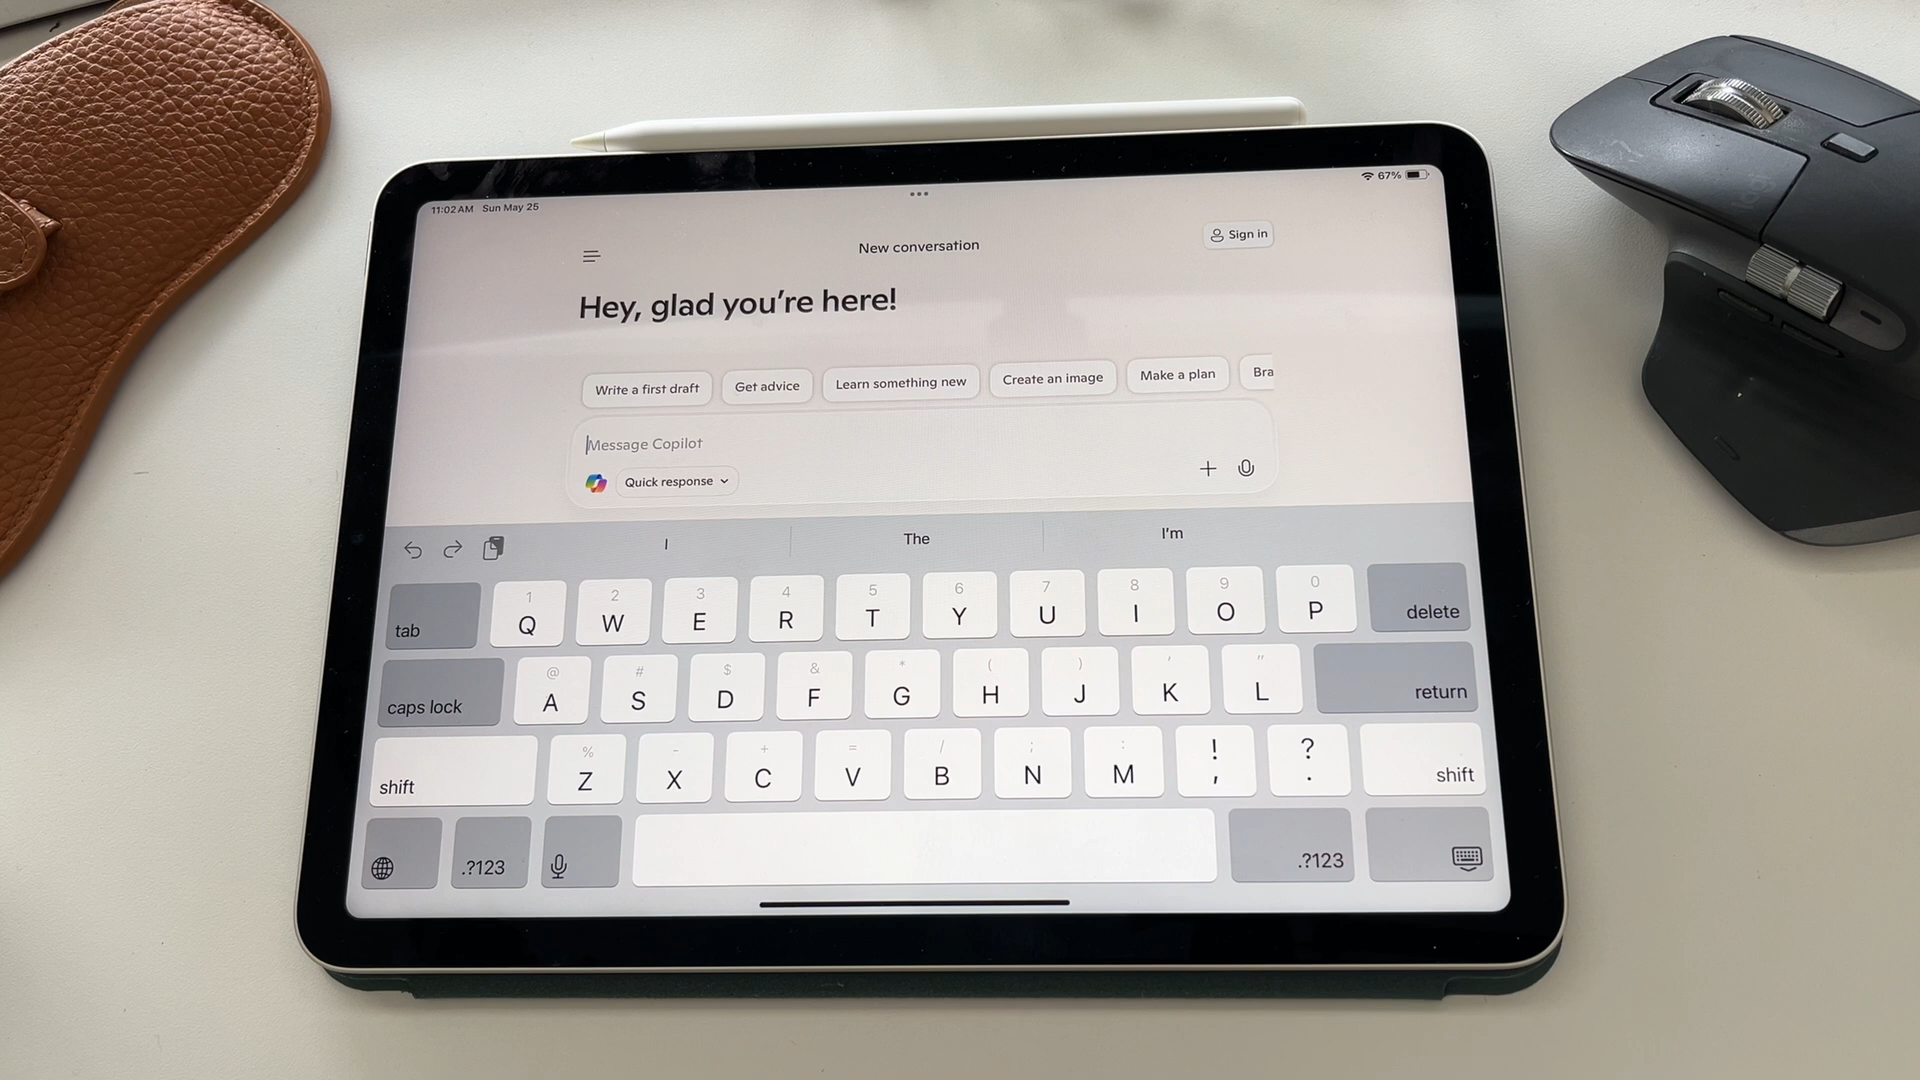 11:02 AM Sun May 25
67%
New conversation
Sign in
Hey, glad you're here!
Write a first draft
Get advice
Learn something new
Create an image
Make a plan
Bra
Message Copilot
Quick response
I
The
I'm
1 2 3 4 5 6 7 8 9 0
tab Q W E R T Y U I O P delete
@ # $ & * ( ) ' "
caps lock A S D F G H J K L return
% - + = / ; : ! ?
shift Z X C V B N M , . shift
.?123 .?123
logi